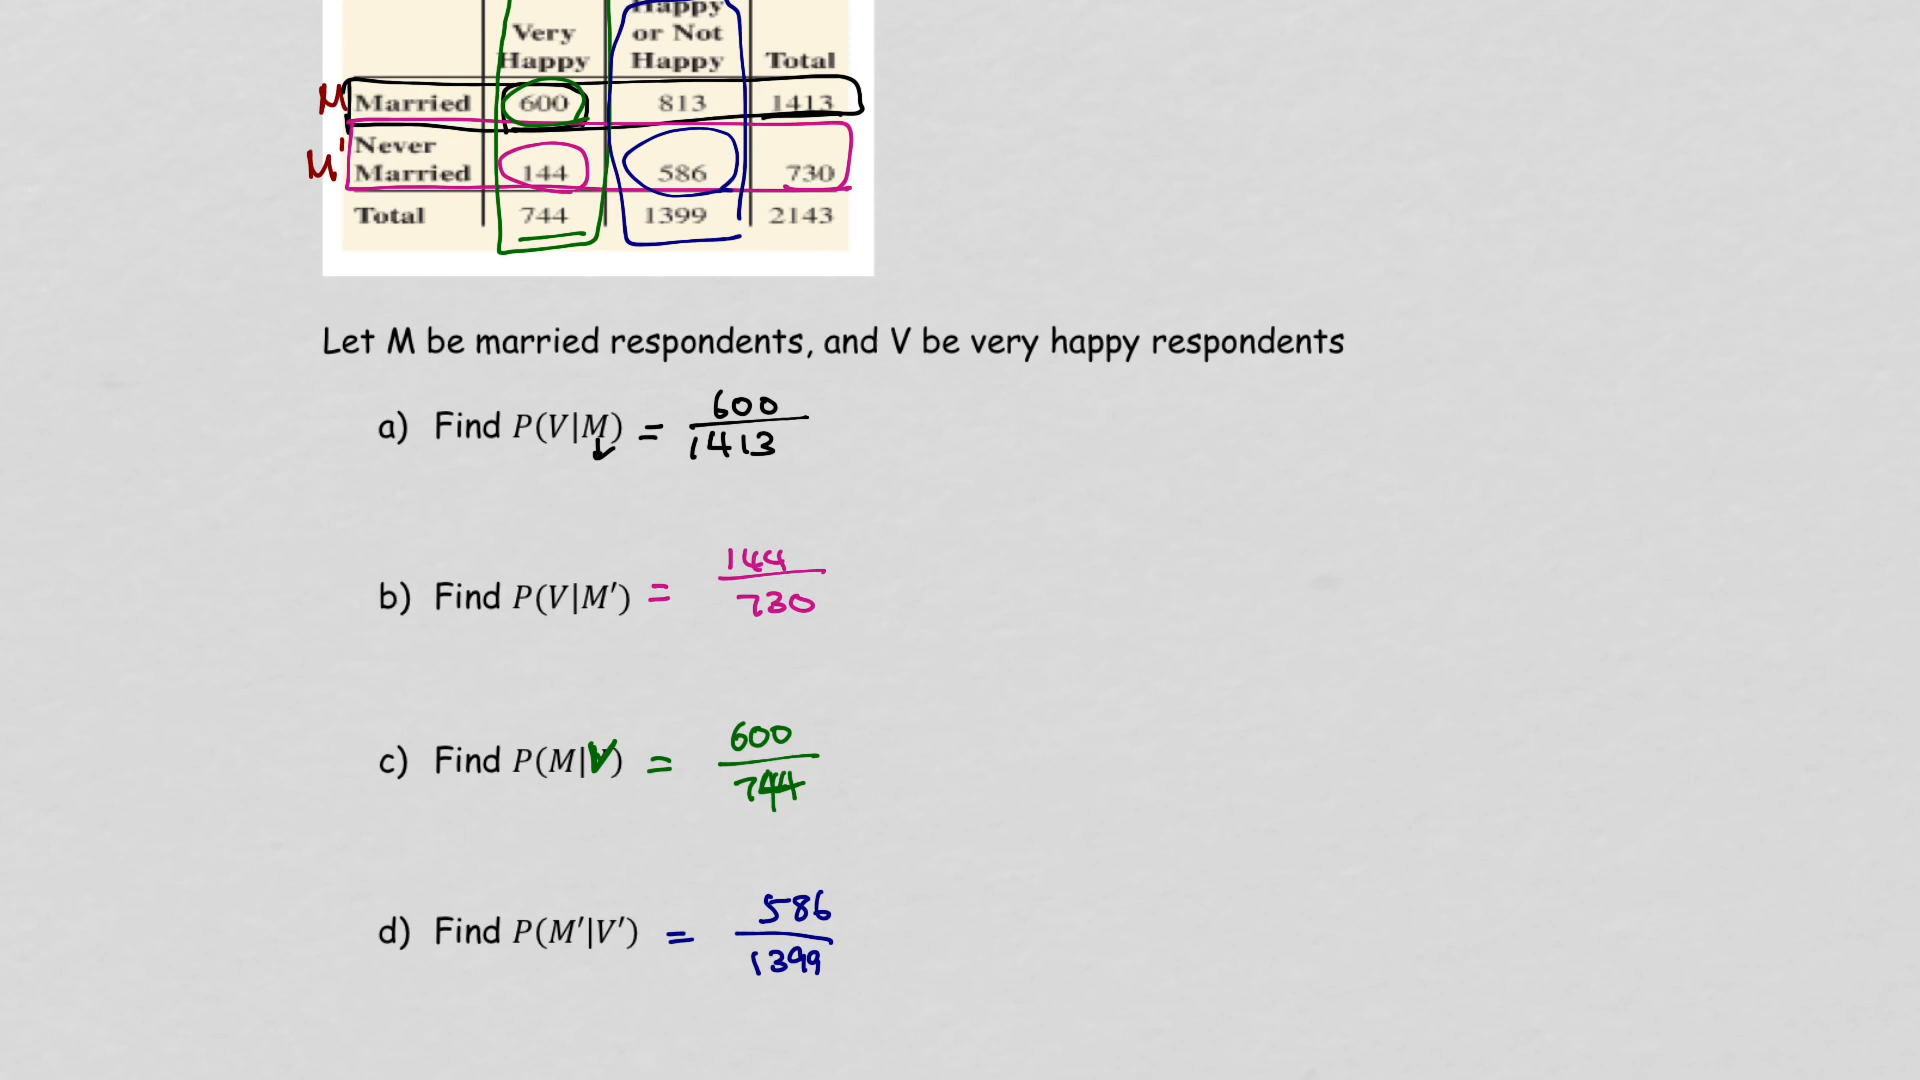 Happy
Very or Not
Happy Happy Total
M Married 600 813 1413
Never
M' Married 144 586 730
Total 744 1399 2143
Let M be married respondents, and V be very happy respondents
a) Find P(V|M) = 600/1413
b) Find P(V|M′) = 144/730
c) Find P(M|V) = 600/744
d) Find P(M′|V′) = 586/1399